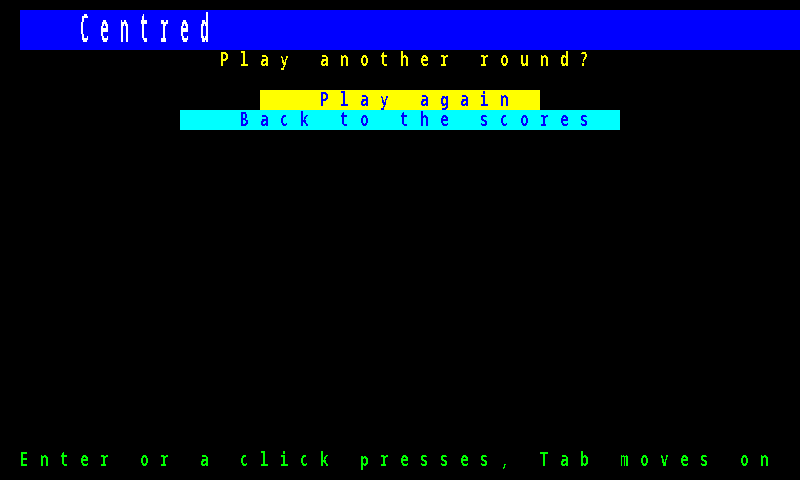 Centred
Play another round?
Play again
Back to the scores
Enter or a click presses, Tab moves on